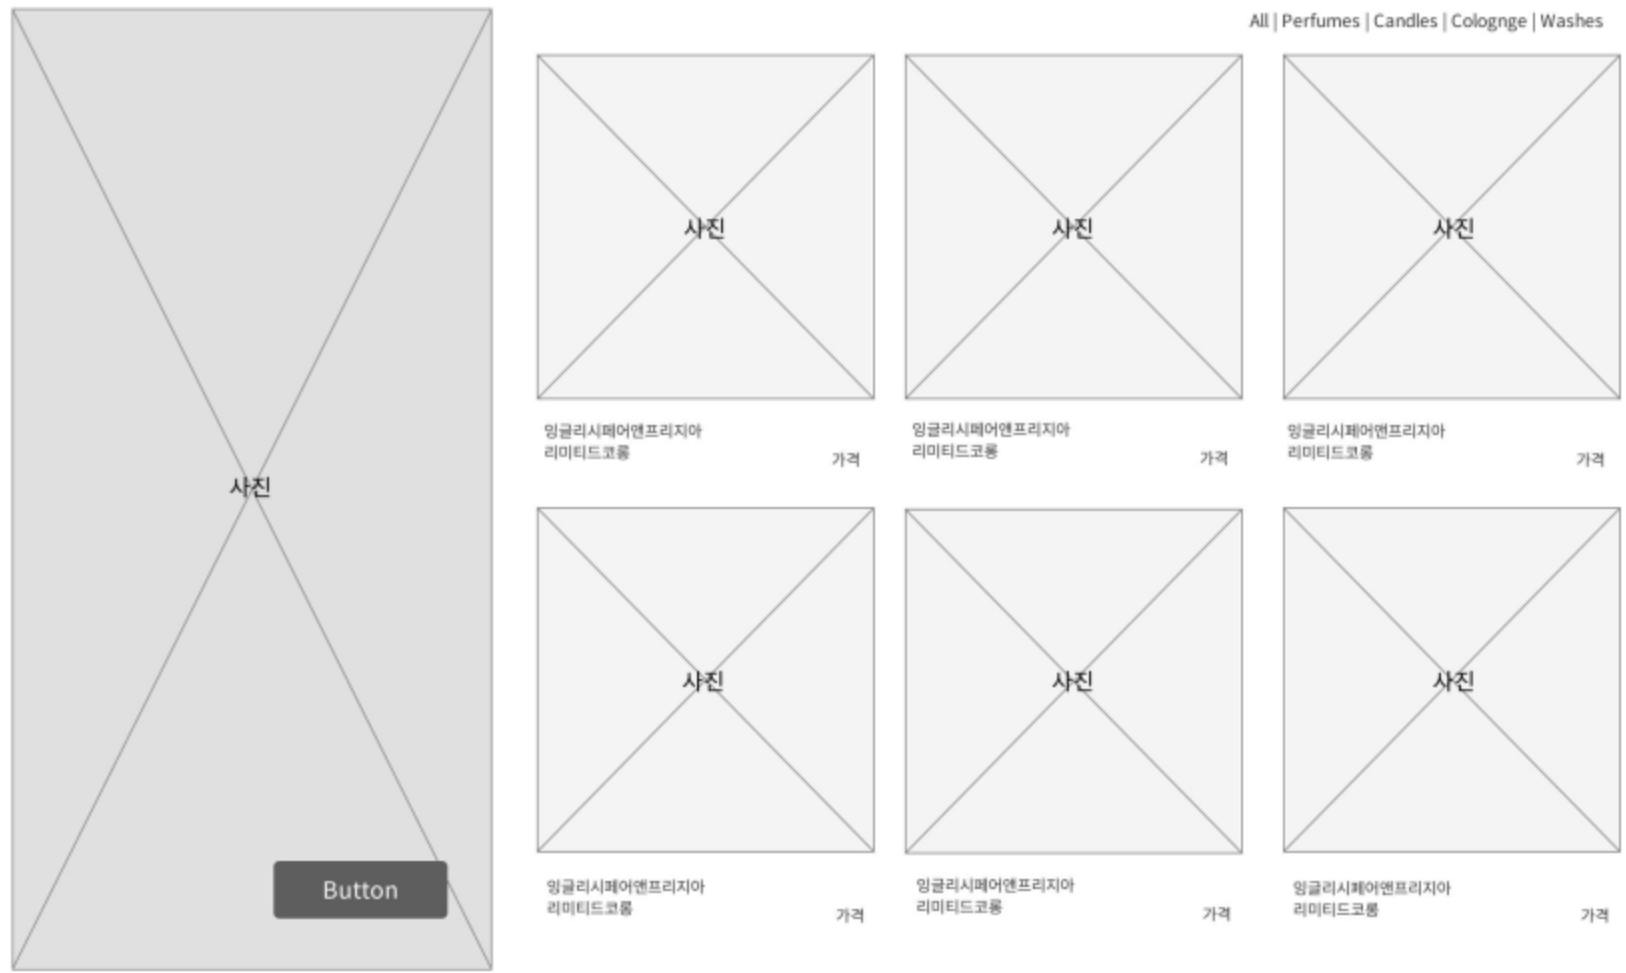 All | Perfumes | Candles | Colognge | Washes
사진
Button
사진
사진
사진
잉글리시페어앤프리지아
리미티드코롱
가격
잉글리시페어앤프리지아
리미티드코롱
가격
잉글리시페어앤프리지아
리미티드코롱
가격
사진
사진
사진
잉글리시페어앤프리지아
리미티드코롱
가격
잉글리시페어앤프리지아
리미티드코롱
가격
잉글리시페어앤프리지아
리미티드코롱
가격